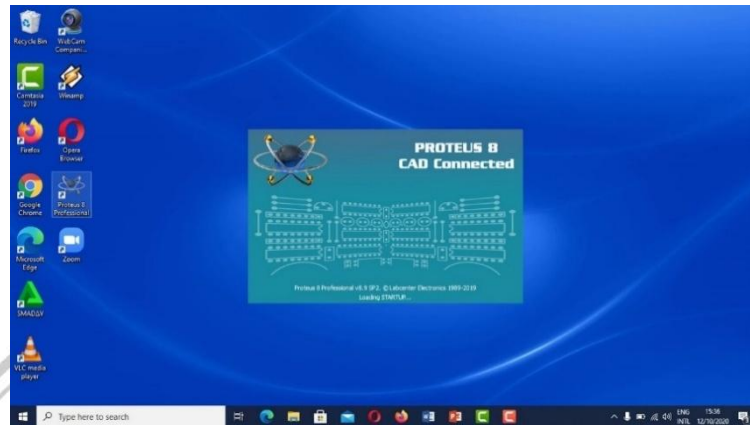 Recycle Bin
WebCam
Compani...
Camtasia
2019
Winamp
Firefox
Opera
Browser
Google
Chrome
Proteus 8
Professional
Microsoft
Edge
Zoom
SMADAV
VLC media
player
PROTEUS 8
CAD Connected
Proteus 8 Professional v8.9 SP2. © Labcenter Electronics 1989-2019
Loading STARTUP...
Type here to search
ENG
INTL
15:36
12/10/2020